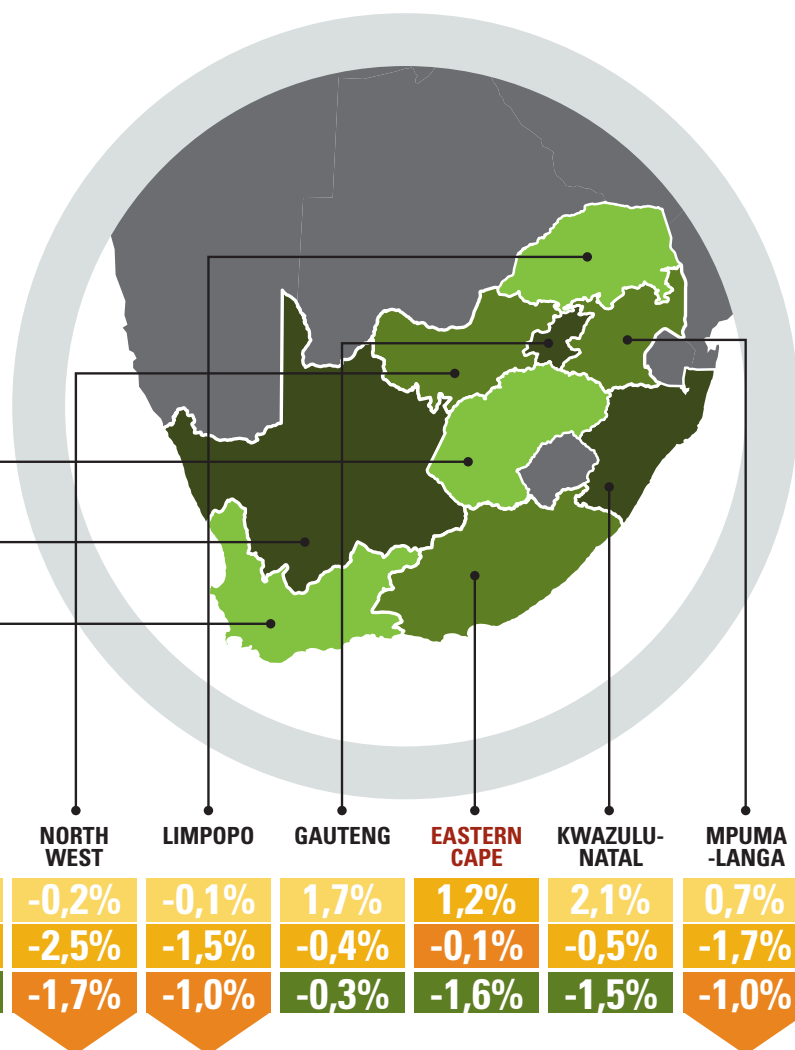 NORTH
WEST
LIMPOPO
GAUTENG
EASTERN
CAPE
KWAZULU-
NATAL
MPUMA
-LANGA
-0,2% -0,1% 1,7% 1,2% 2,1% 0,7%
-2,5% -1,5% -0,4% -0,1% -0,5% -1,7%
-1,7% -1,0% -0,3% -1,6% -1,5% -1,0%